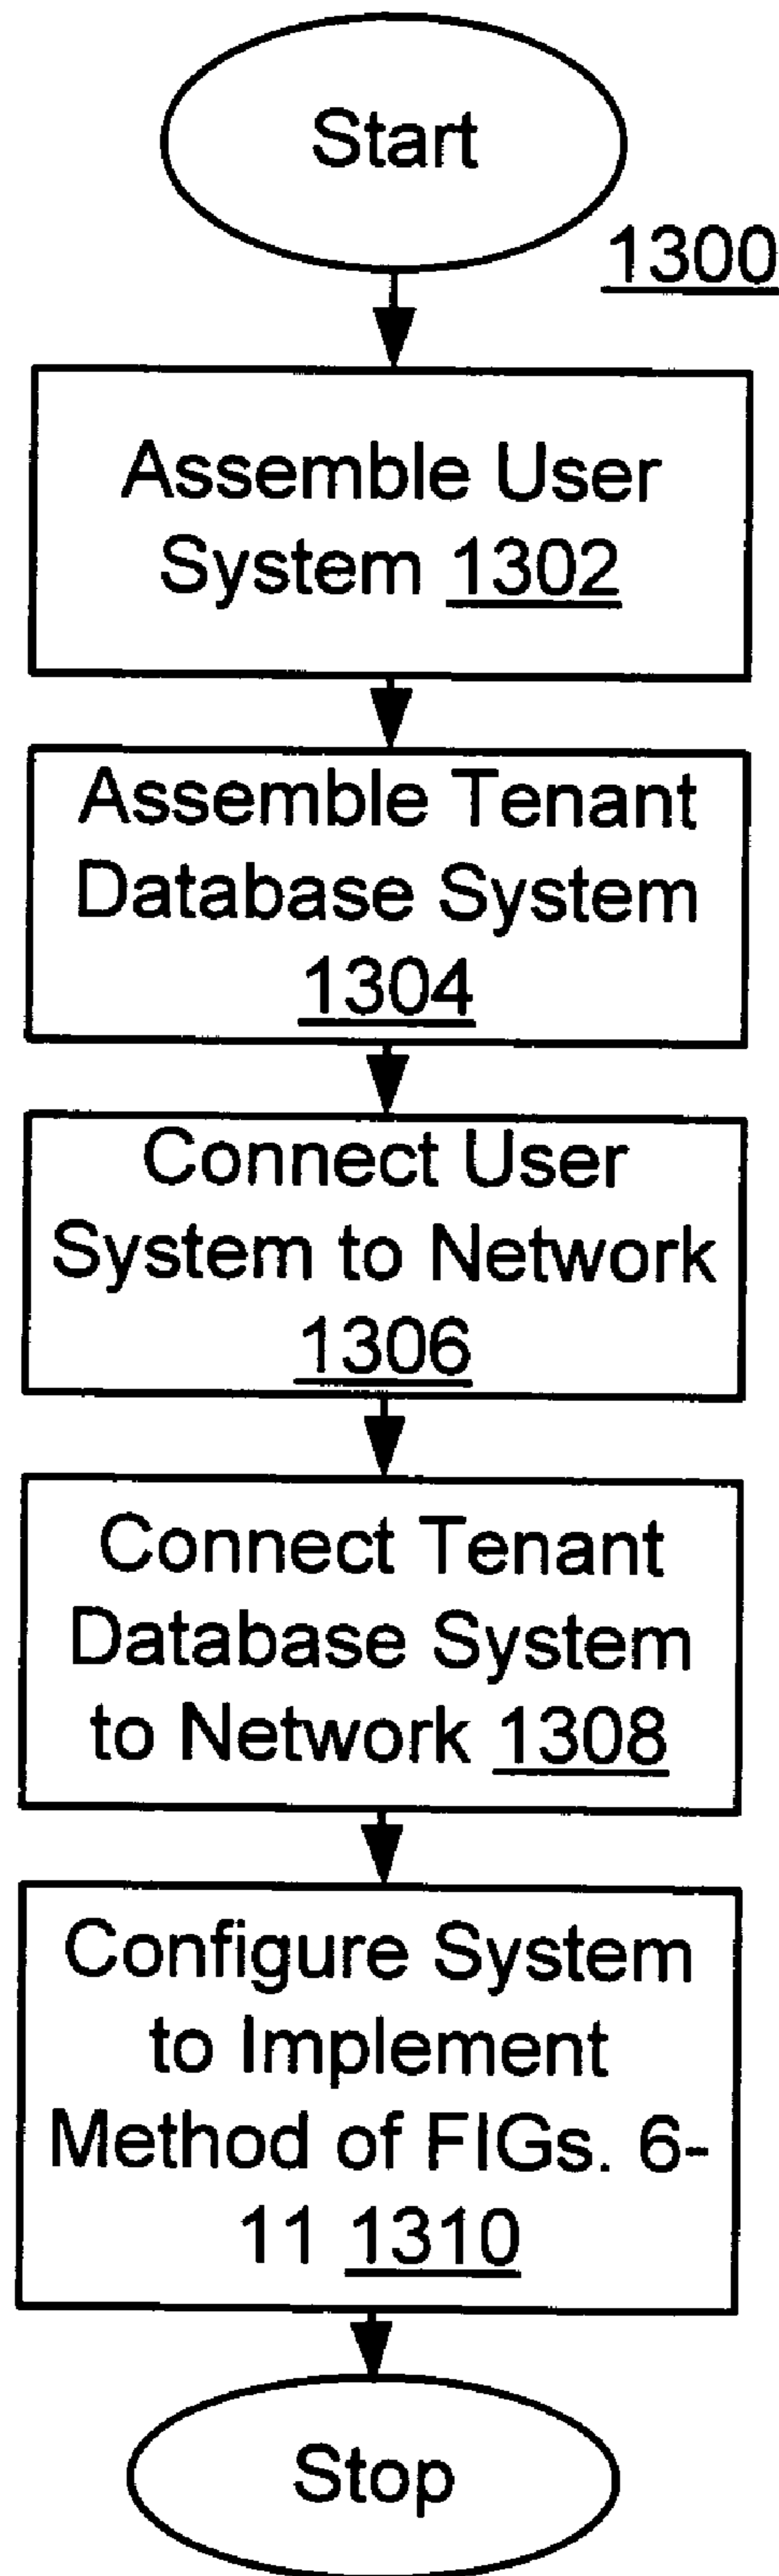 Start
1300
Assemble User
System 1302
Assemble Tenant
Database System
1304
Connect User
System to Network
1306
Connect Tenant
Database System
to Network 1308
Configure System
to Implement
Method of FIGs. 6-
11 1310
Stop